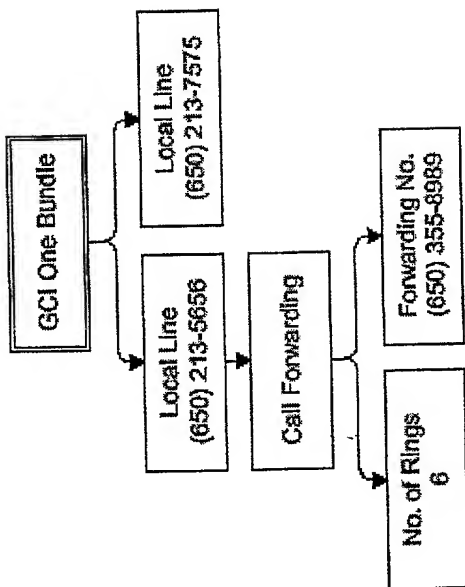 GCI One Bundle
Local Line
(650) 213-5656
Local Line
(650) 213-7575
Call Forwarding
No. of Rings
6
Forwarding No.
(650) 355-8989